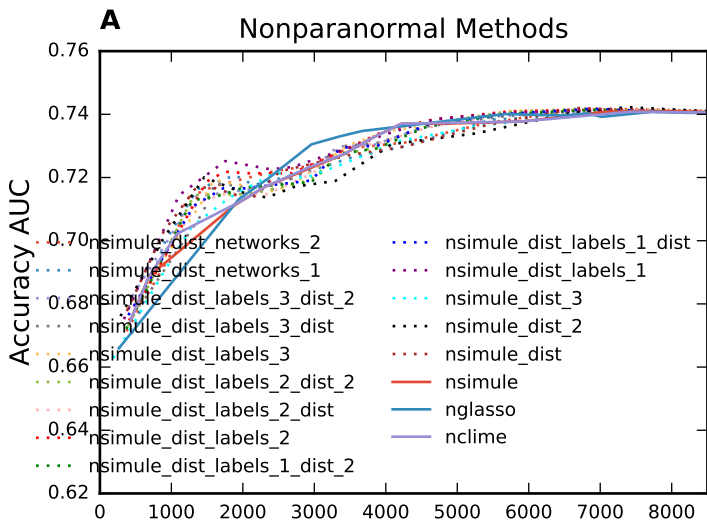 A
Nonparanormal Methods
Accuracy AUC
0.76
0.74
0.72
0.70
0.68
0.66
0.64
0.62
nsimule_dist_networks_2
nsimule_dist_networks_1
nsimule_dist_labels_3_dist_2
nsimule_dist_labels_3_dist
nsimule_dist_labels_3
nsimule_dist_labels_2_dist_2
nsimule_dist_labels_2_dist
nsimule_dist_labels_2
nsimule_dist_labels_1_dist_2
nsimule_dist_labels_1_dist
nsimule_dist_labels_1
nsimule_dist_3
nsimule_dist_2
nsimule_dist
nsimule
nglasso
nclime
0 1000 2000 3000 4000 5000 6000 7000 8000